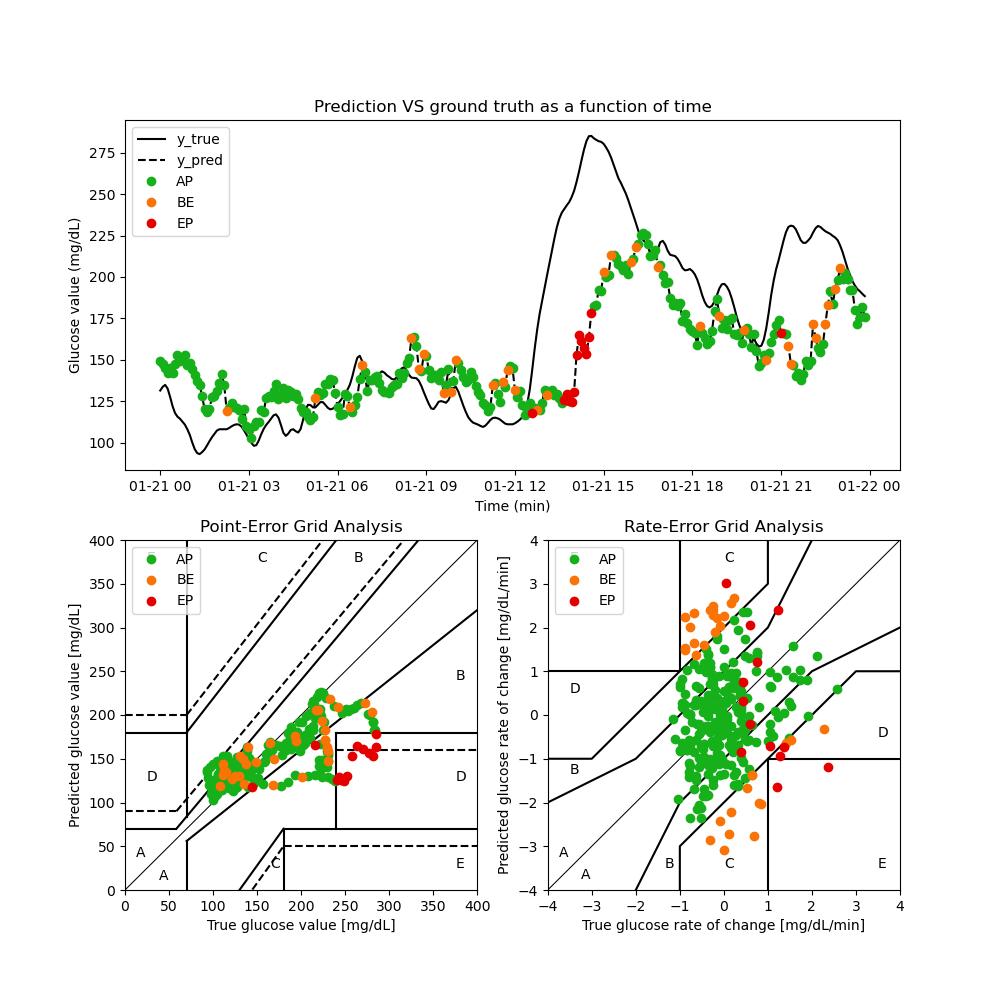 Prediction VS ground truth as a function of time
Glucose value (mg/dL)
275
250
225
200
175
150
125
100
y_true
y_pred
AP
BE
EP
01-21 00
01-21 03
01-21 06
01-21 09
01-21 12
01-21 15
01-21 18
01-21 21
01-22 00
Time (min)
Point-Error Grid Analysis
Predicted glucose value [mg/dL]
400
350
300
250
200
150
100
50
0
AP
BE
EP
C
B
B
D
D
A
A
C
E
0
50
100
150
200
250
300
350
400
True glucose value [mg/dL]
Rate-Error Grid Analysis
Predicted glucose rate of change [mg/dL/min]
4
3
2
1
0
−1
−2
−3
−4
AP
BE
EP
C
D
D
B
A
A
B
C
E
−4
−3
−2
−1
0
1
2
3
4
True glucose rate of change [mg/dL/min]